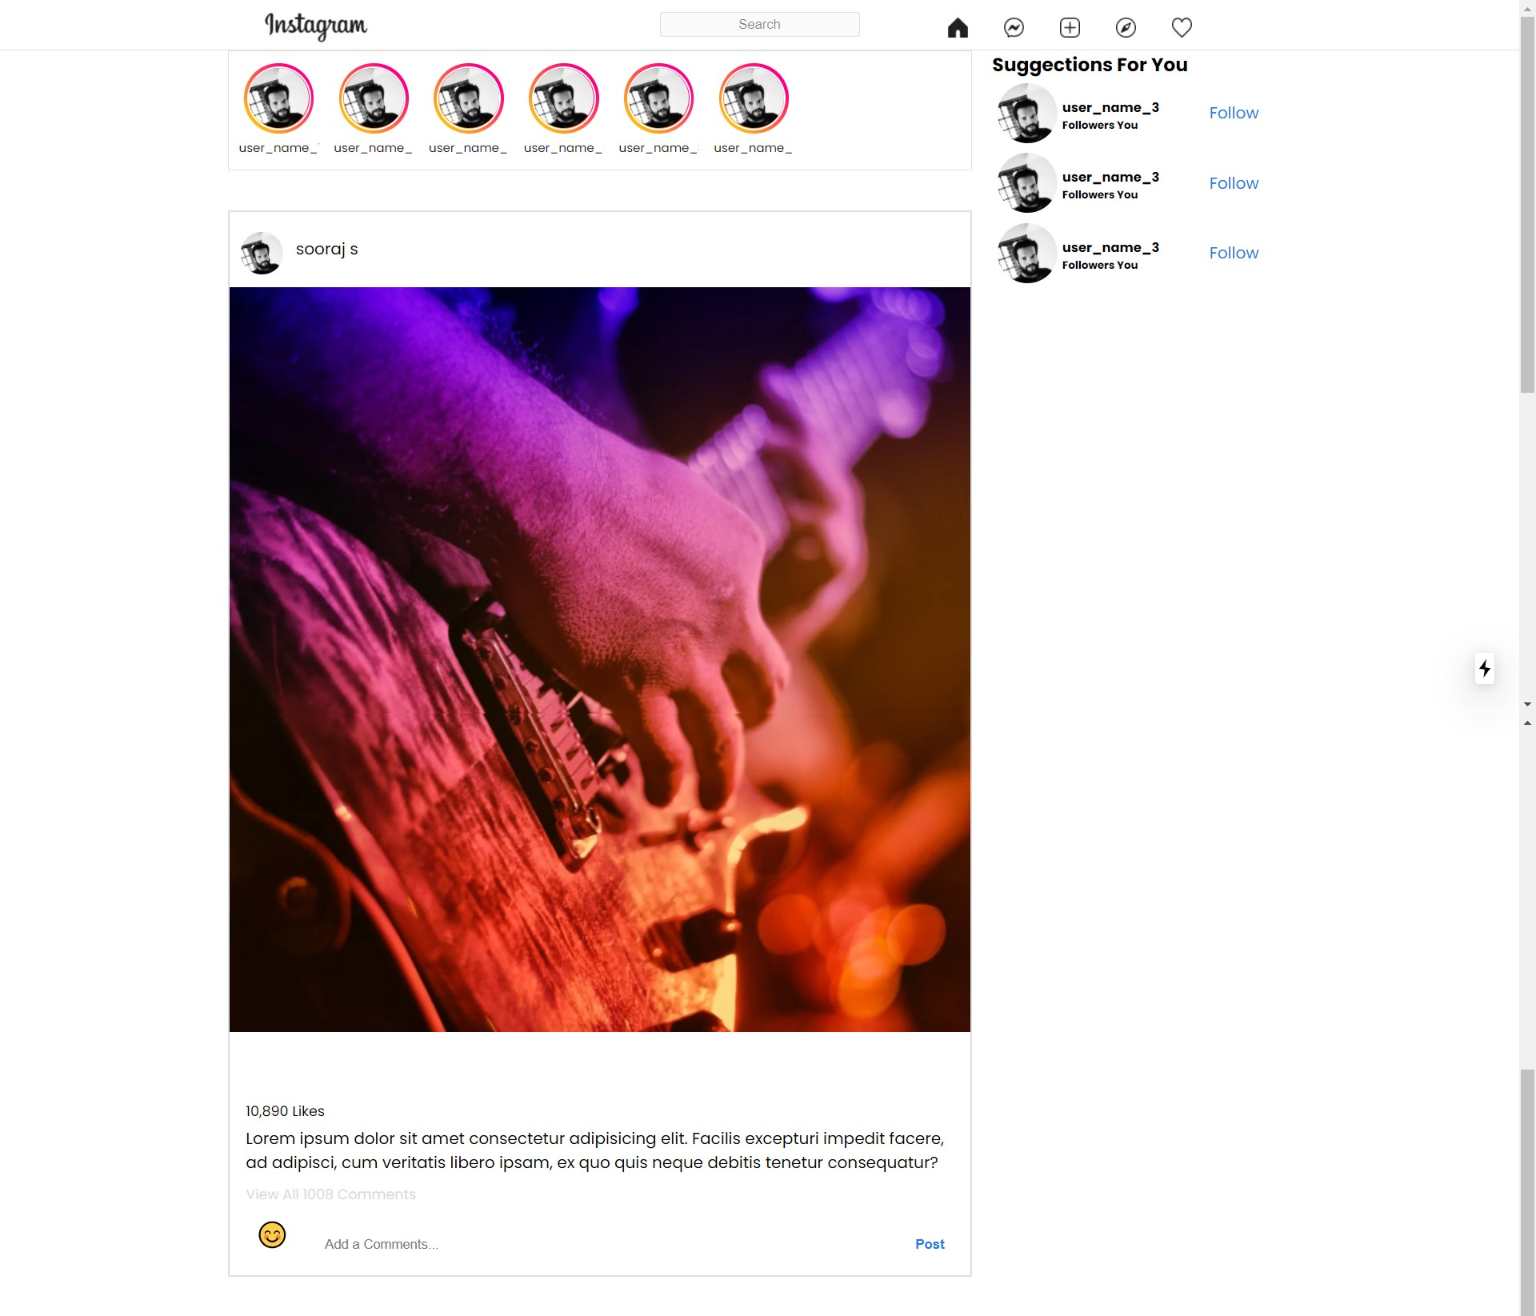 Instagram
Search
user_name_
user_name_
user_name_
user_name_
user_name_
user_name_
Suggestions For You
user_name_3
Followers You
Follow
user_name_3
Followers You
Follow
user_name_3
Followers You
Follow
sooraj s
10,890 Likes
Lorem ipsum dolor sit amet consectetur adipisicing elit. Facilis excepturi impedit facere,
ad adipisci, cum veritatis libero ipsam, ex quo quis neque debitis tenetur consequatur?
View All 1008 Comments
Add a Comments...
Post